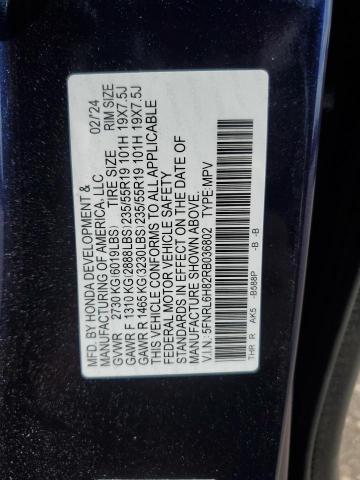 MFD. BY HONDA DEVELOPMENT & 02/'24
MANUFACTURING OF AMERICA, LLC
GVWR 2730 KG(6019LBS) TIRE SIZE RIM SIZE
GAWR F 1310 KG(2888LBS)235/55R19 101H 19X7.5J
GAWR R 1465 KG(3230LBS)235/55R19 101H 19X7.5J
THIS VEHICLE CONFORMS TO ALL APPLICABLE
FEDERAL MOTOR VEHICLE SAFETY
STANDARDS IN EFFECT ON THE DATE OF
MANUFACTURE SHOWN ABOVE.
V.I.N: 5FNRL6H82RB036802 TYPE:MPV
THR R AK5 -B588P -B -B